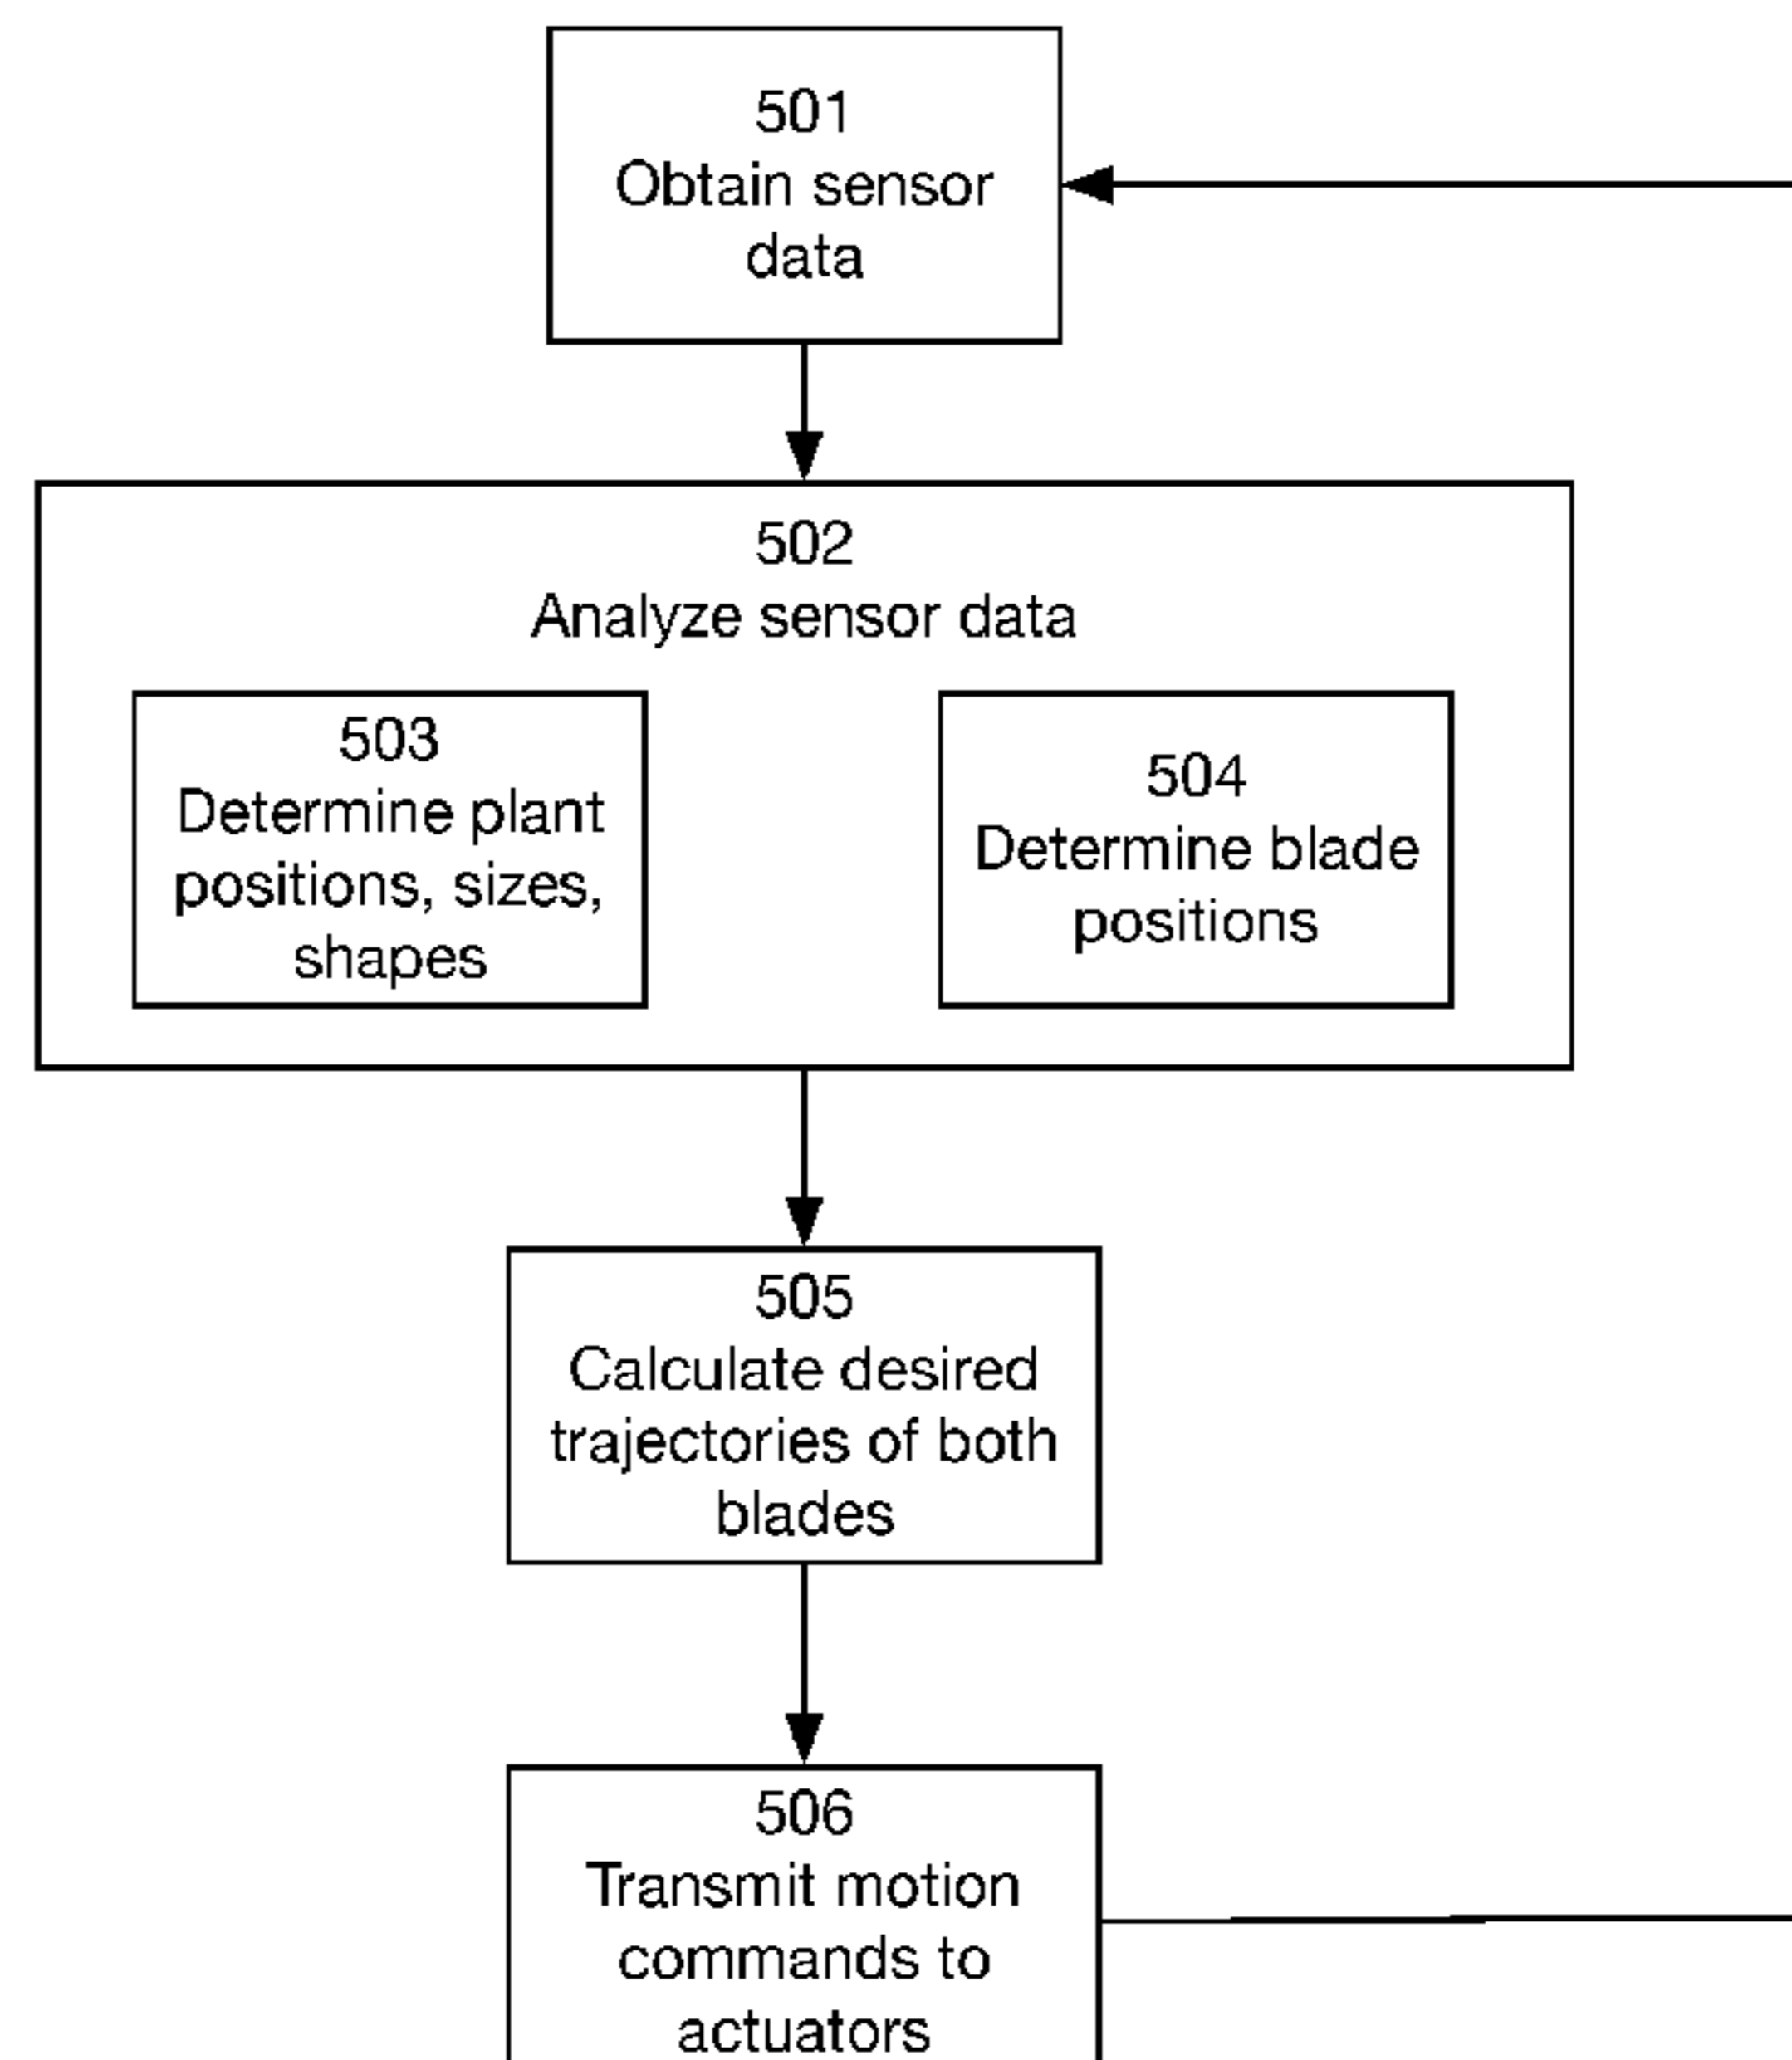 501
Obtain sensor
data
502
Analyze sensor data
503
Determine plant
positions, sizes,
shapes
504
Determine blade
positions
505
Calculate desired
trajectories of both
blades
506
Transmit motion
commands to
actuators